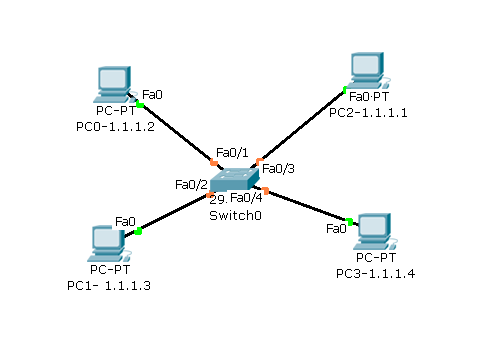 Fa0
PC-PT
PC0-1.1.1.2
Fa0-PT
PC2-1.1.1.1
Fa0/1
Fa0/3
Fa0/2
29.
Fa0/4
Switch0
Fa0
PC-PT
PC1- 1.1.1.3
Fa0
PC-PT
PC3-1.1.1.4